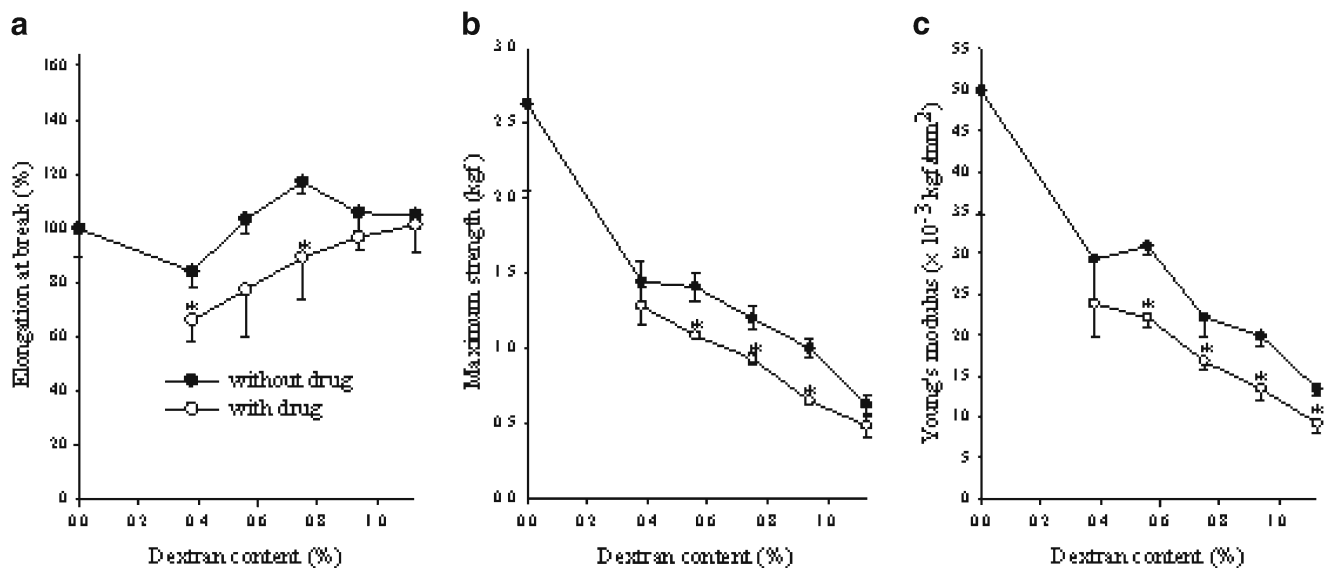 a
160
140
120
100
80
60
40
20
0
Elongation at break (%)
*
*
without drug
with drug
0.0 0.2 0.4 0.6 0.8 1.0
Dextran content (%)
b
3.0
2.5
2.0
1.5
1.0
0.5
0.0
Maximum strength (kgf)
*
*
*
0.0 0.2 0.4 0.6 0.8 1.0
Dextran content (%)
c
55
50
45
40
35
30
25
20
15
10
5
0
Young's modulus (× 10⁻³ kgf/mm²)
*
*
*
*
0.0 0.2 0.4 0.6 0.8 1.0
Dextran content (%)